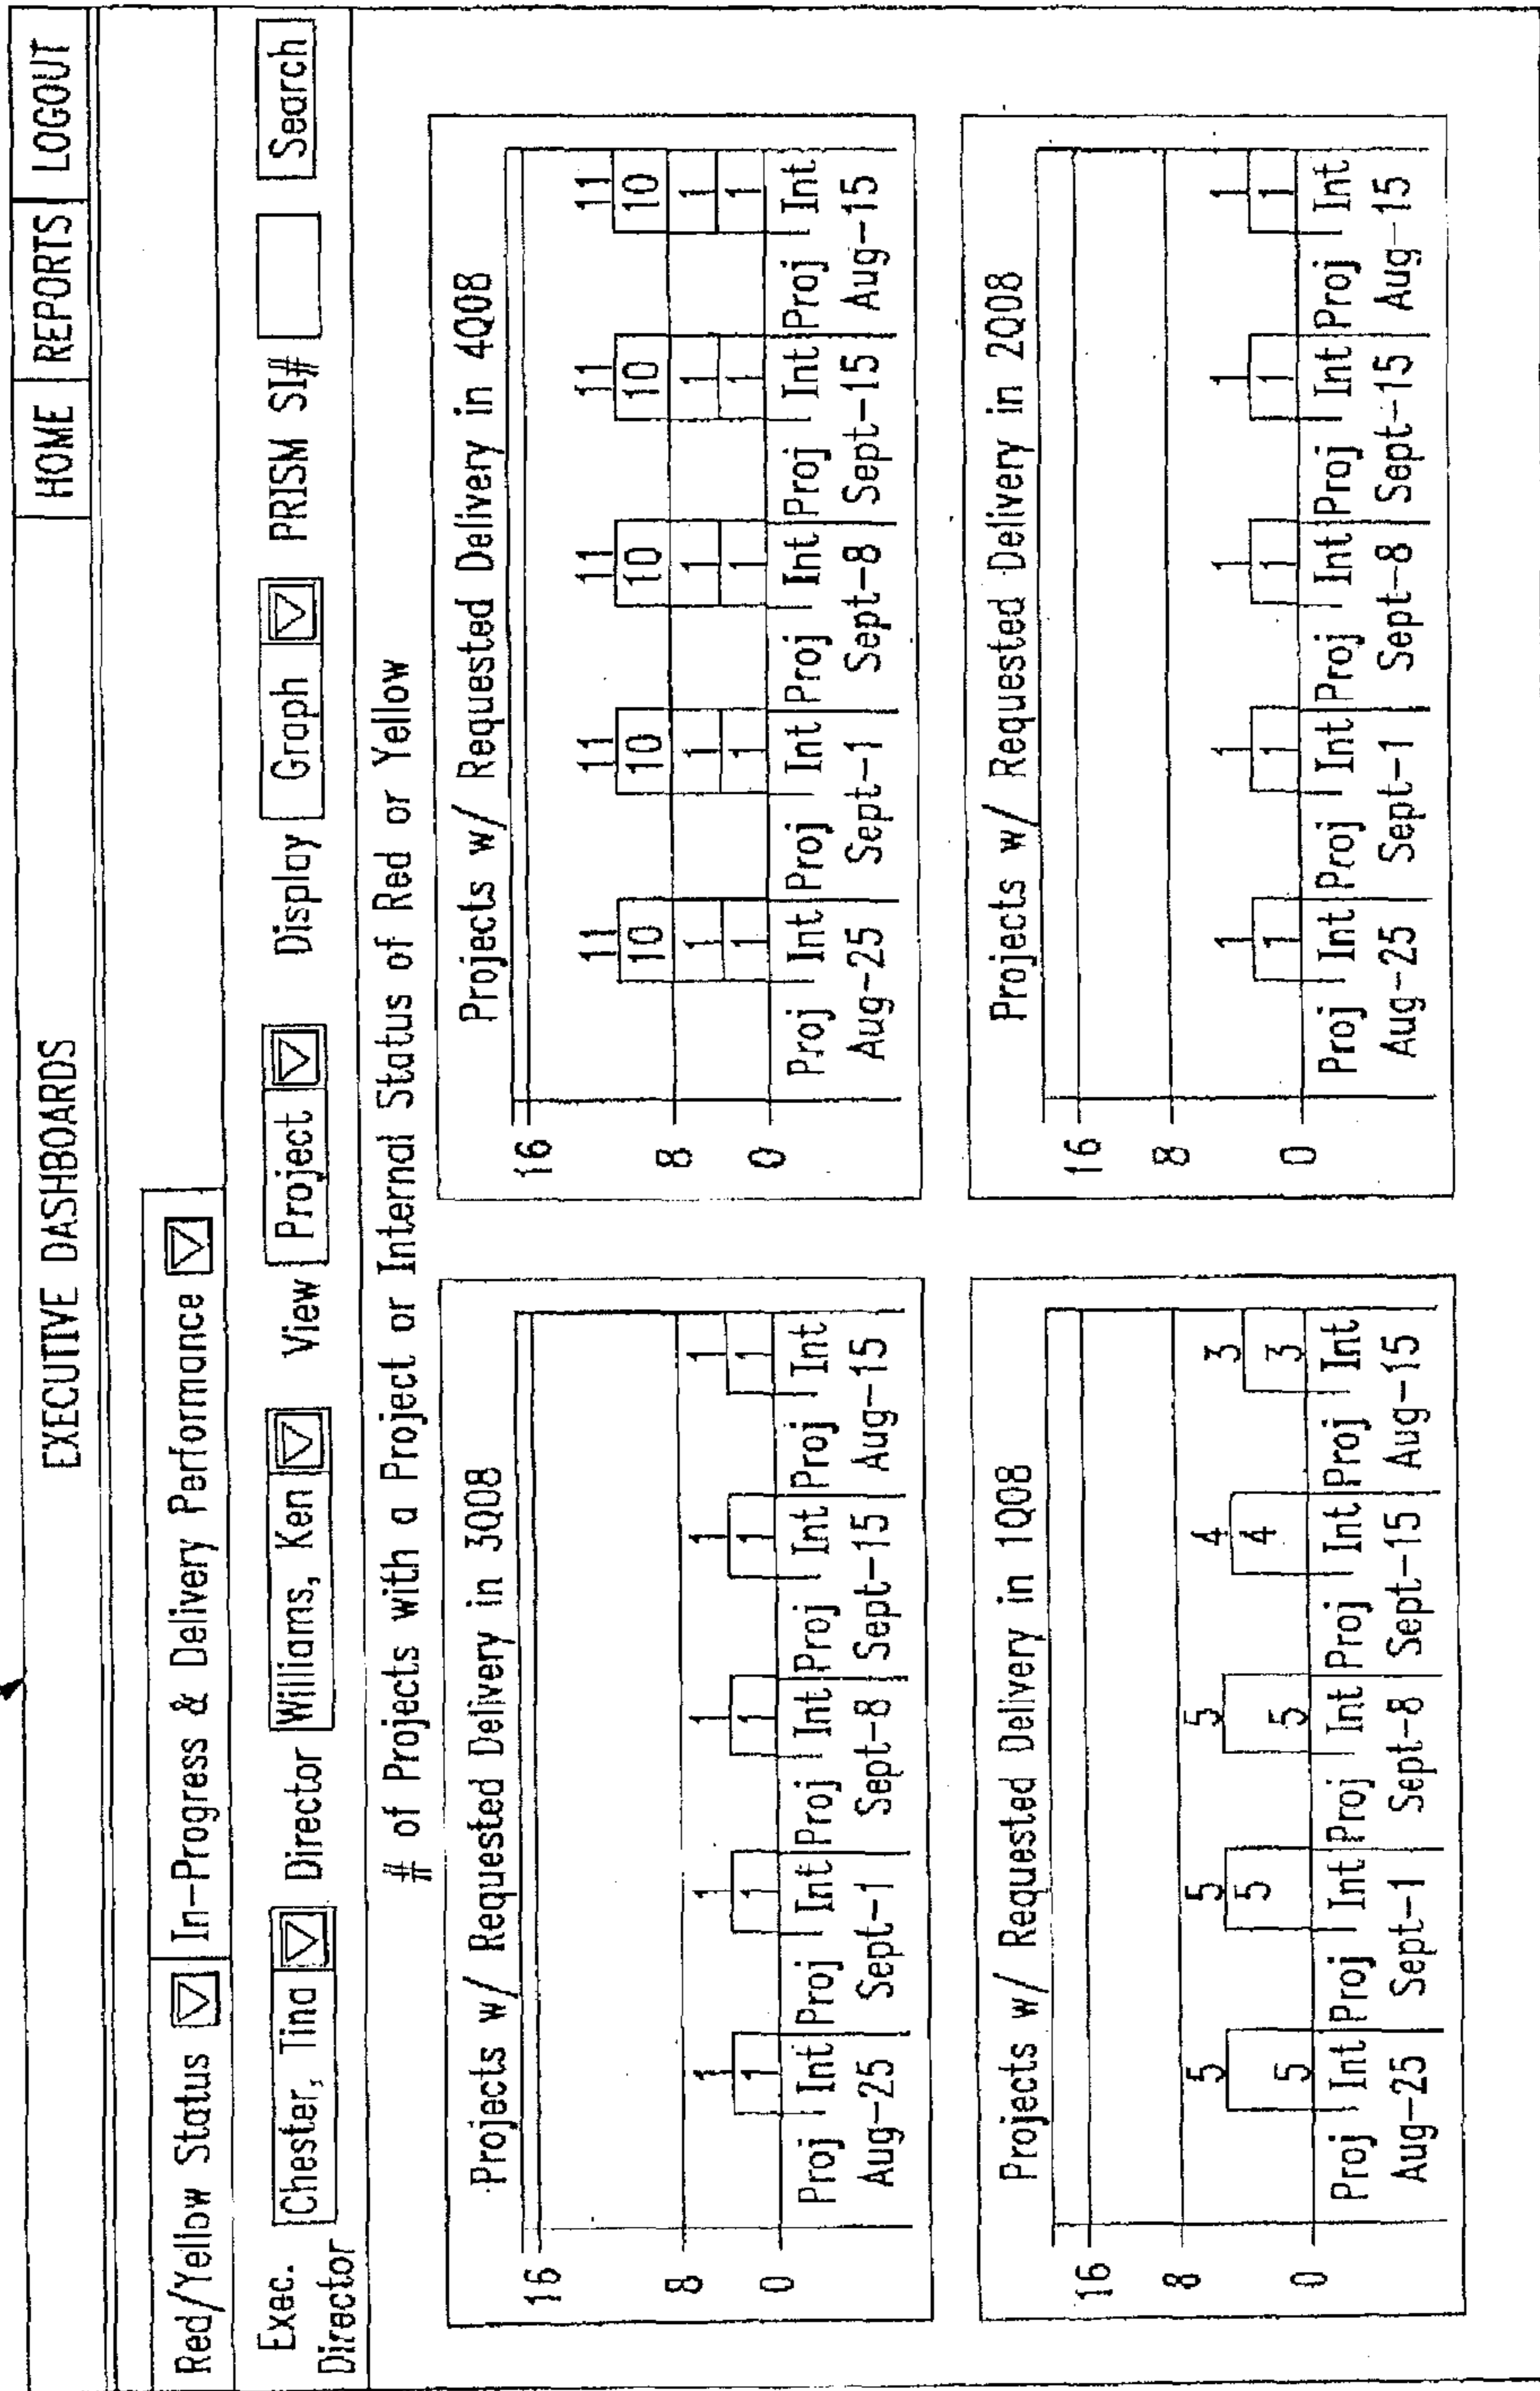 EXECUTIVE DASHBOARDS
HOME REPORTS LOGOUT
Red/Yellow Status In-Progress & Delivery Performance
Exec. Director Chester, Tina Director Williams, Ken View Project Display Graph PRISM SI# Search
# of Projects with a Project or Internal Status of Red or Yellow
Projects w/ Requested Delivery in 3Q08
16
8
0
1 1 1 1 1
1 1 1 1 1
Proj Int Proj Int Proj Int Proj Int Proj Int
Aug-25 Sept-1 Sept-8 Sept-15 Aug-15
Projects w/ Requested Delivery in 4Q08
16
8
0
11 11 11 11 11
10 10 10 10 10
1 1 1 1 1
1 1 1 1 1
Proj Int Proj Int Proj Int Proj Int Proj Int
Aug-25 Sept-1 Sept-8 Sept-15 Aug-15
Projects w/ Requested Delivery in 1Q08
16
8
0
5 5 5 4 3
5 5 5 4 3
Proj Int Proj Int Proj Int Proj Int Proj Int
Aug-25 Sept-1 Sept-8 Sept-15 Aug-15
Projects w/ Requested Delivery in 2Q08
16
8
0
1 1 1 1 1
1 1 1 1 1
Proj Int Proj Int Proj Int Proj Int Proj Int
Aug-25 Sept-1 Sept-8 Sept-15 Aug-15